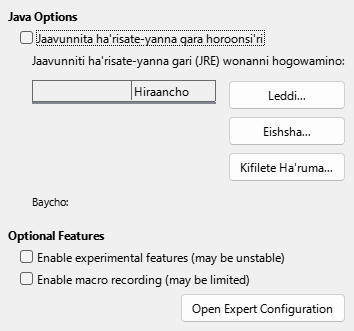 Java Options
Jaavunnita ha'risate-yanna qara horoonsi'ri
Jaavunniti ha'risate-yanna gari (JRE) wonanni hogowamino:
Hiraancho
Leddi...
Eishsha...
Kifilete Ha'ruma...
Baycho:
Optional Features
Enable experimental features (may be unstable)
Enable macro recording (may be limited)
Open Expert Configuration